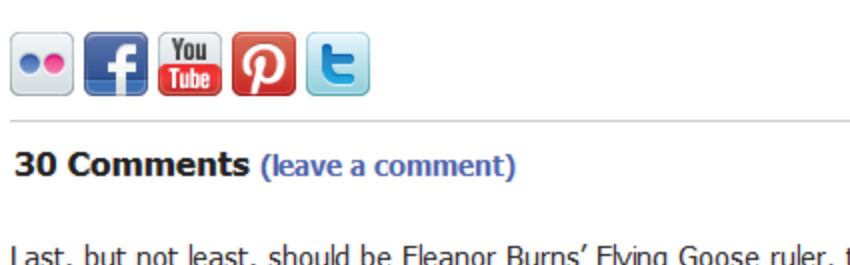 You
Tube
30 Comments (leave a comment)
Last, but not least, should be Eleanor Burns’ Flying Goose ruler,